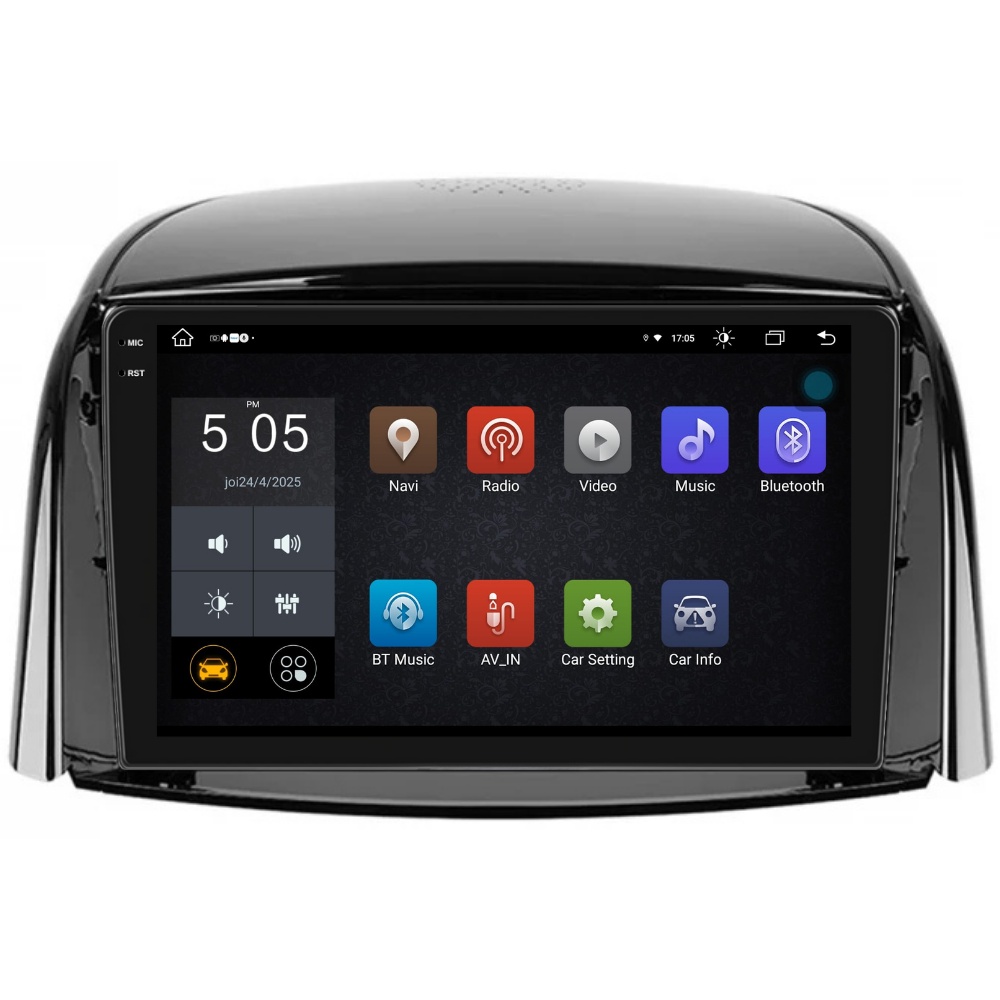 MIC
RST
17:05
PM
5 05
joi24/4/2025
Navi
Radio
Video
Music
Bluetooth
BT Music
AV_IN
Car Setting
Car Info